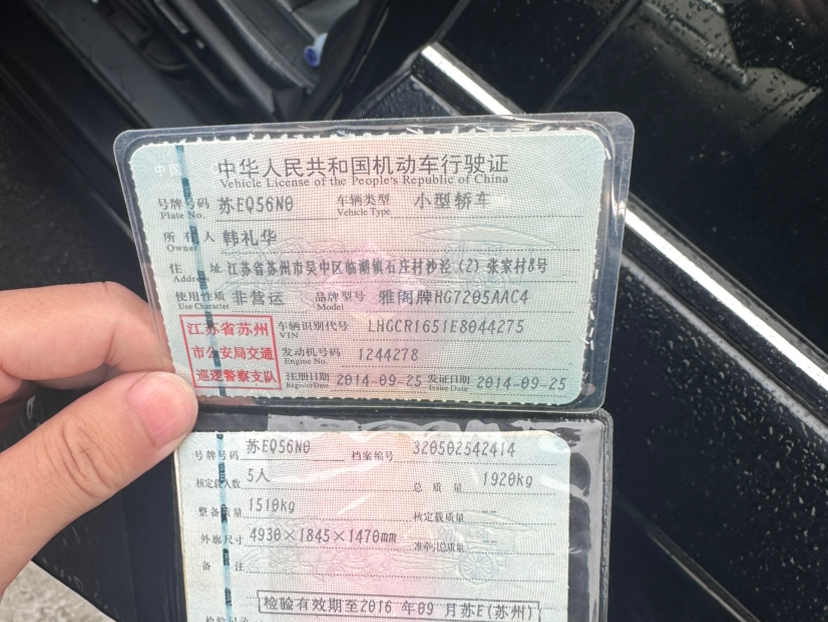 中国
中华人民共和国机动车行驶证
Vehicle License of the People's Republic of China
号牌号码 苏EQ56N0 车辆类型 小型轿车
Plate No. Vehicle Type
所有人 韩礼华
Owner
住址 江苏省苏州市吴中区临湖镇石庄村沙泾(2)张家村8号
Address
使用性质 非营运 品牌型号 雅阁牌HG7205AAC4
Use Character Model
江苏省苏州
市公安局交通
巡逻警察支队
车辆识别代号 LHGCR1651E8044275
VIN
发动机号码 1244278
Engine No.
注册日期 2014-09-25 发证日期 2014-09-25
Register Date Issue Date
号牌号码 苏EQ56N0 档案编号 320502542414
核定载人数 5人 总质量 1920kg
整备质量 1510kg 核定载质量 --
外廓尺寸 4930×1845×1470mm 准牵引总质量 --
备注
检验有效期至2016年09月苏E(苏州)
检验记录